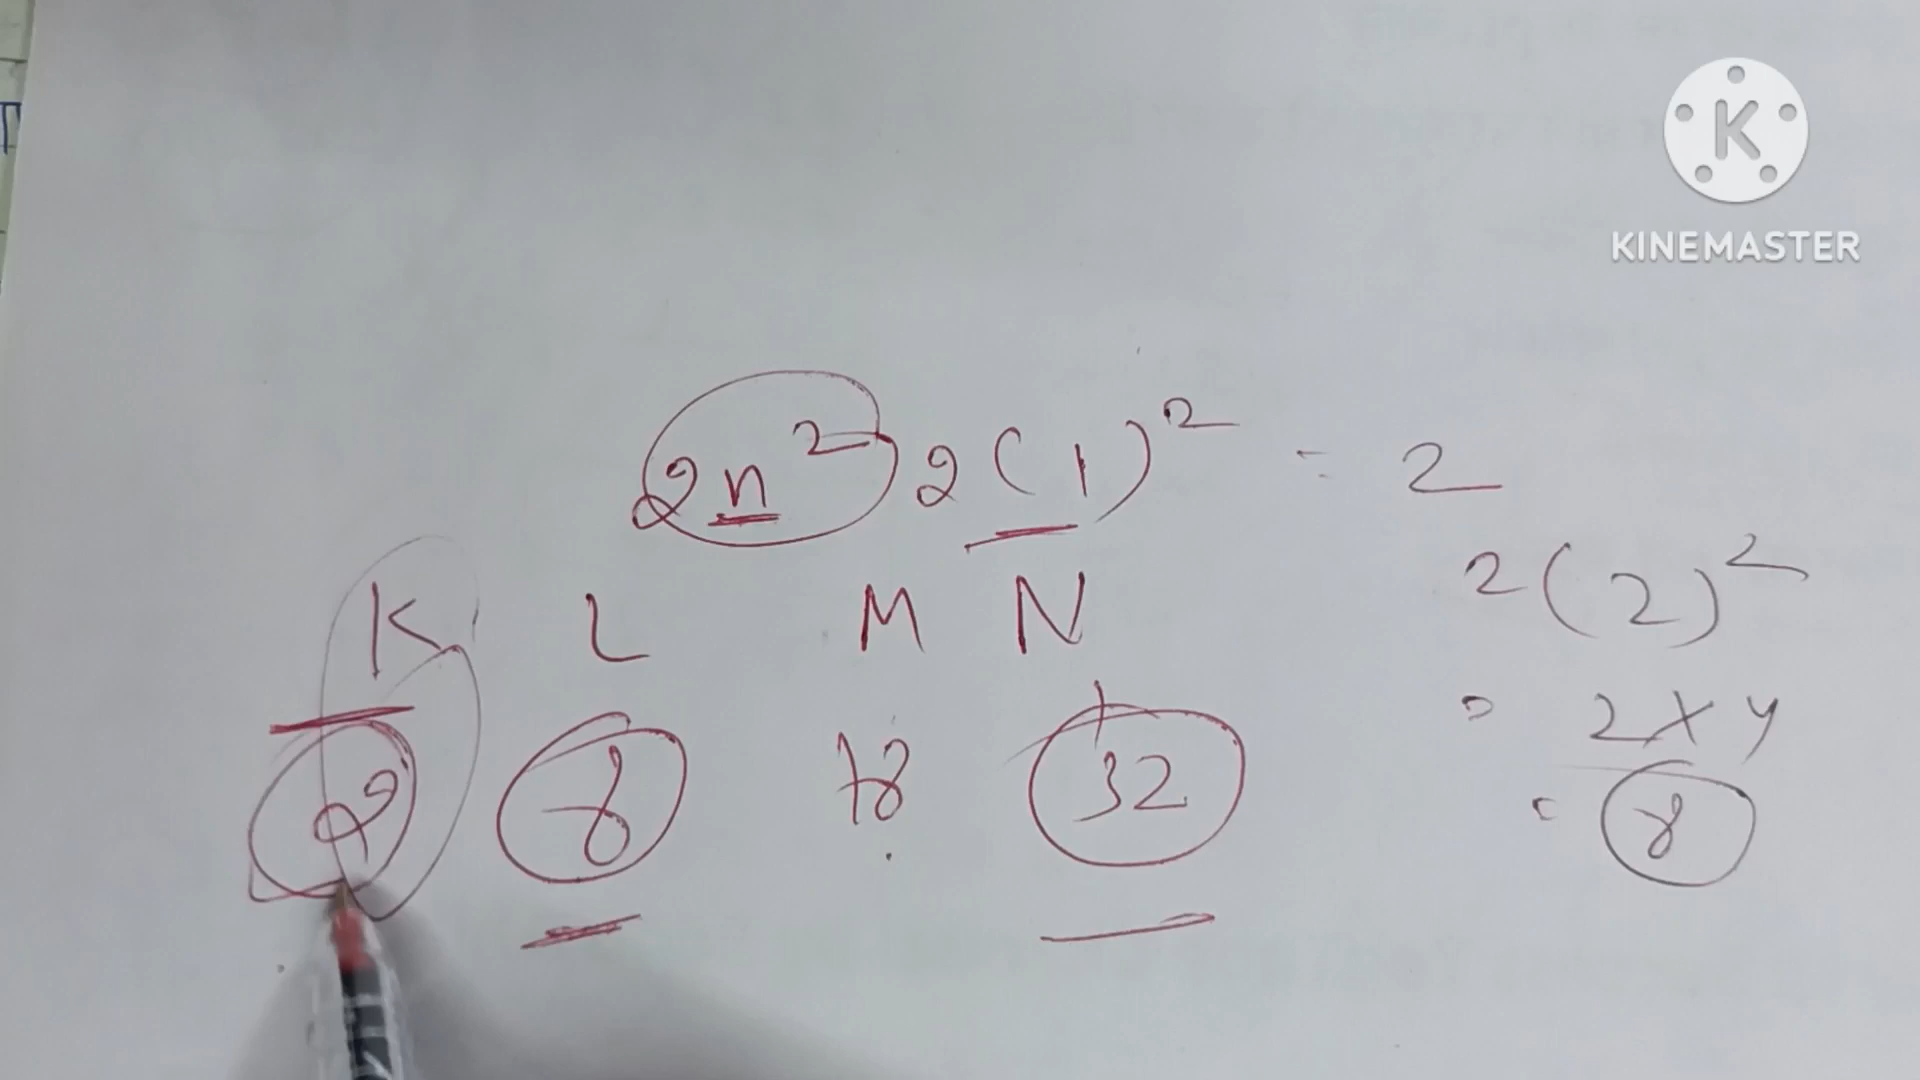 K
KINEMASTER
2n² 2(1)² = 2
2(2)²
K L M N
= 2×4
2 8 18 32
= 8